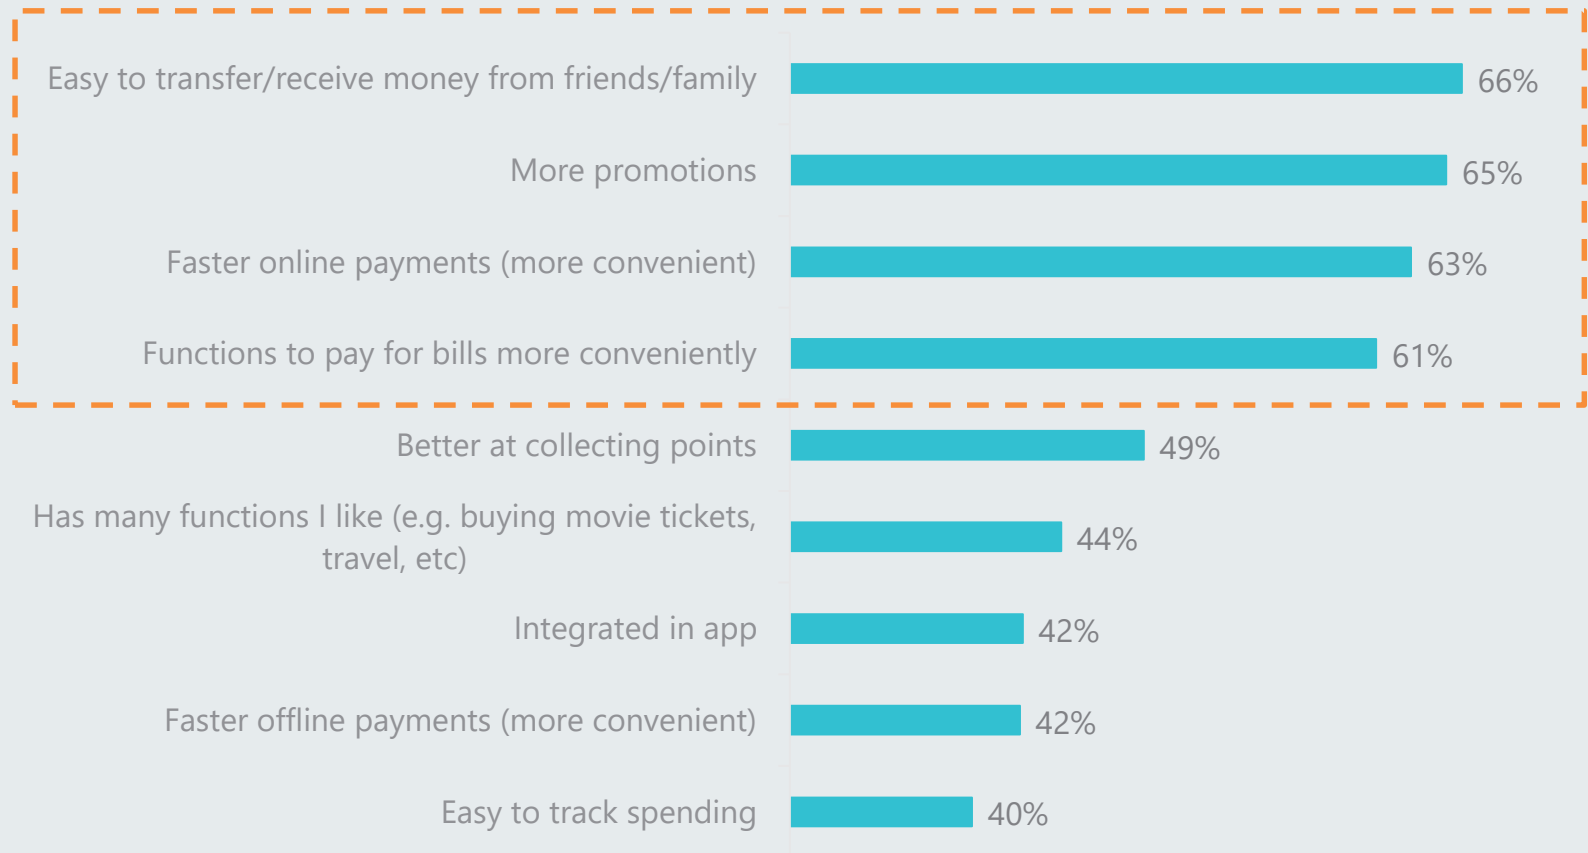 Easy to transfer/receive money from friends/family 66%
More promotions 65%
Faster online payments (more convenient) 63%
Functions to pay for bills more conveniently 61%
Better at collecting points 49%
Has many functions I like (e.g. buying movie tickets,
travel, etc) 44%
Integrated in app 42%
Faster offline payments (more convenient) 42%
Easy to track spending 40%